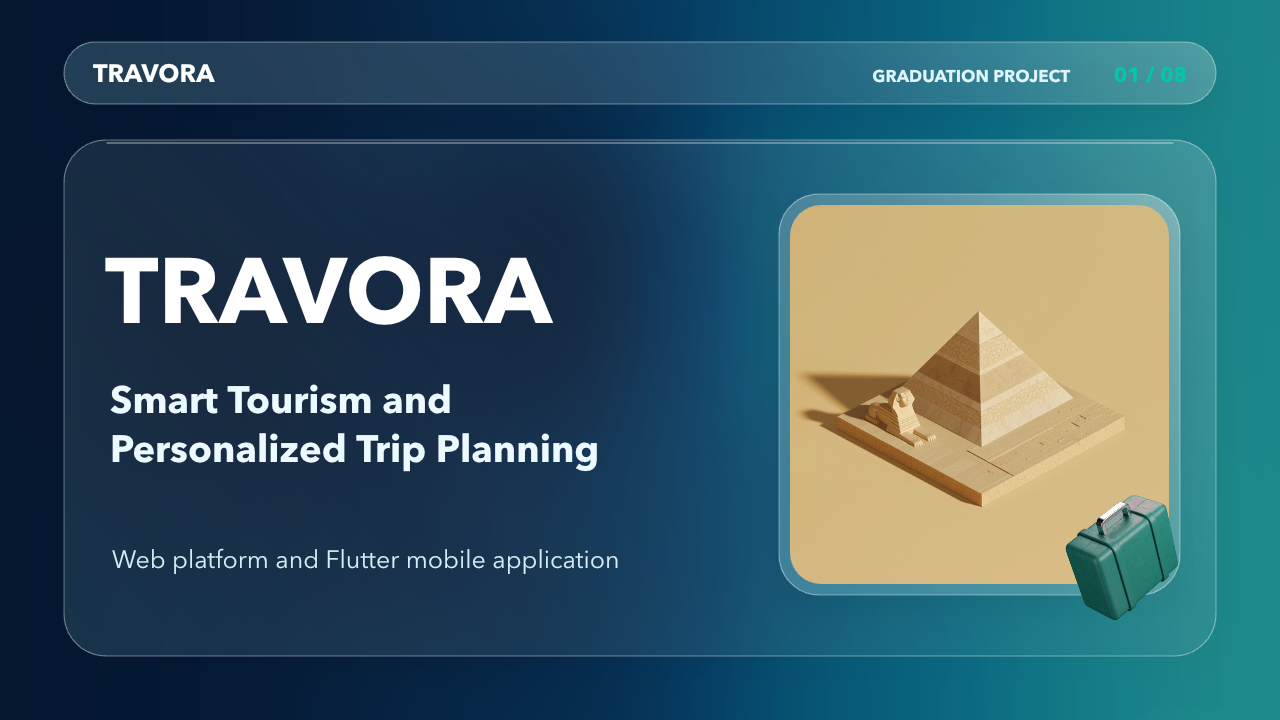 TRAVORA
GRADUATION PROJECT 01 / 08
TRAVORA
Smart Tourism and
Personalized Trip Planning
Web platform and Flutter mobile application